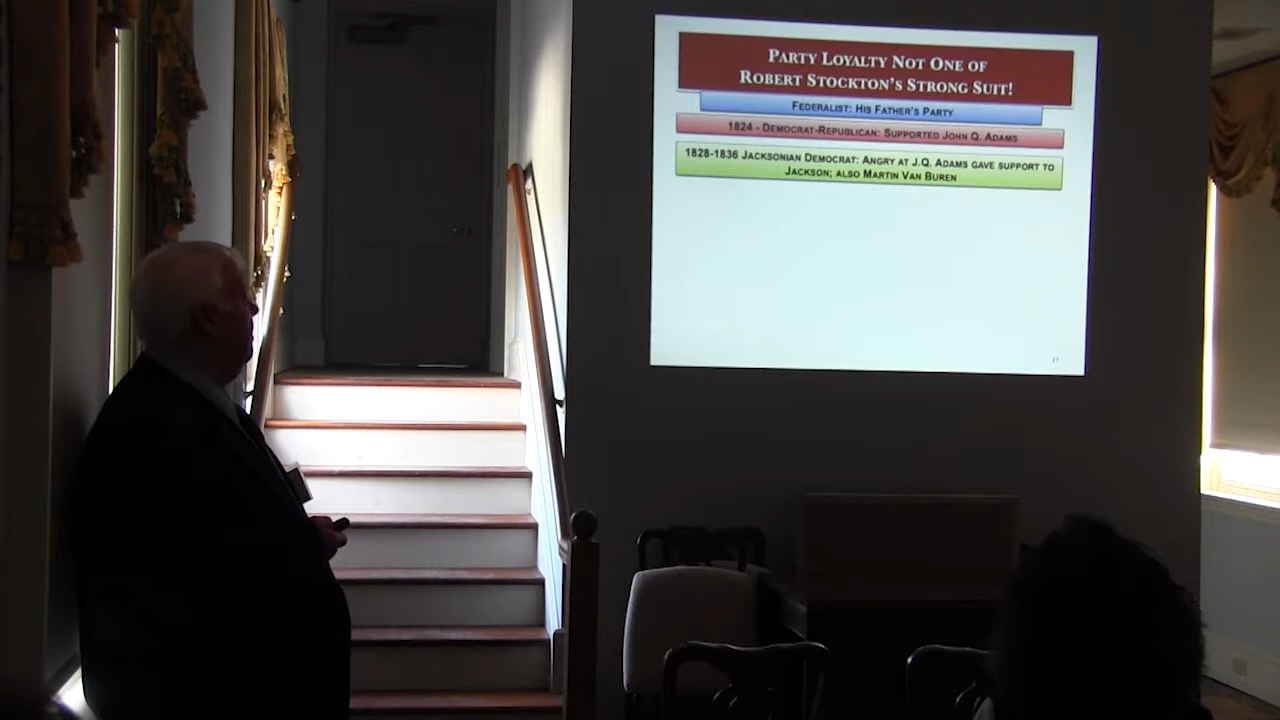 Party Loyalty Not One of
Robert Stockton's Strong Suit!
Federalist: His Father's Party
1824 - Democrat-Republican: Supported John Q. Adams
1828-1836 Jacksonian Democrat: Angry at J.Q. Adams gave support to
Jackson; also Martin Van Buren
17